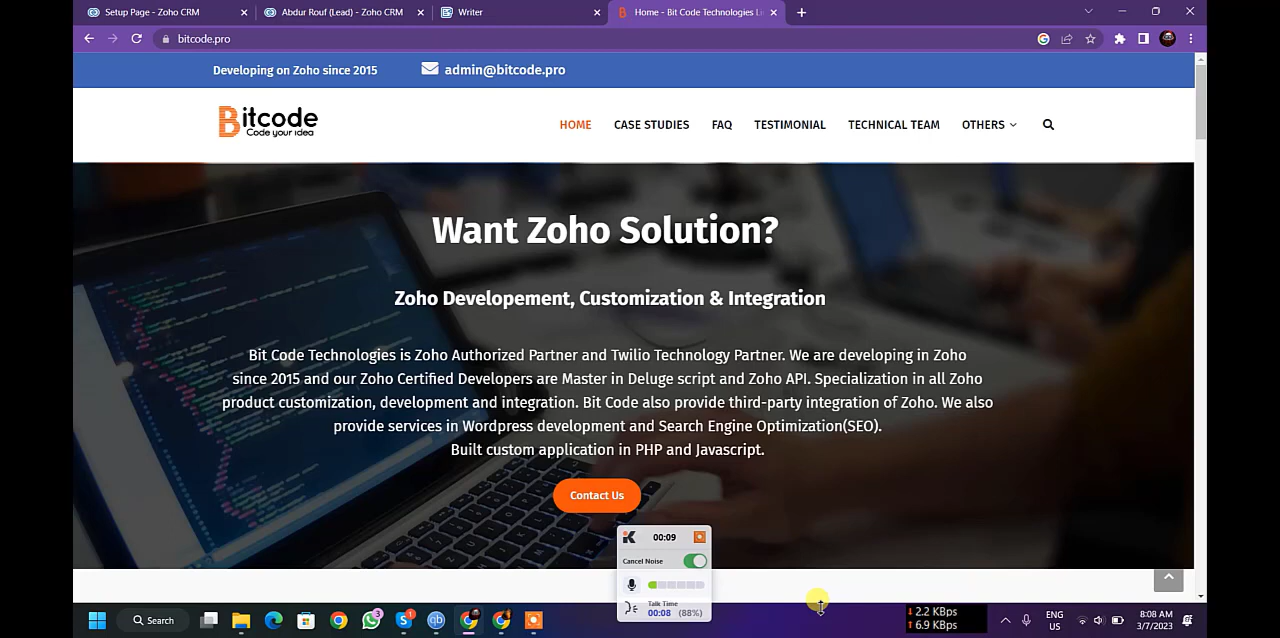 Setup Page - Zoho CRM
Abdur Rouf (Lead) - Zoho CRM
Writer
Home - Bit Code Technologies Li
bitcode.pro
Developing on Zoho since 2015
admin@bitcode.pro
Bitcode
Code your idea
HOME
CASE STUDIES
FAQ
TESTIMONIAL
TECHNICAL TEAM
OTHERS
Want Zoho Solution?
Zoho Developement, Customization & Integration
Bit Code Technologies is Zoho Authorized Partner and Twilio Technology Partner. We are developing in Zoho
since 2015 and our Zoho Certified Developers are Master in Deluge script and Zoho API. Specialization in all Zoho
product customization, development and integration. Bit Code also provide third-party integration of Zoho. We also
provide services in Wordpress development and Search Engine Optimization(SEO).
Built custom application in PHP and Javascript.
Contact Us
00:09
Cancel Noise
Talk Time
00:08 (88%)
Search
3
1
2.2 KBps
6.9 KBps
ENG
US
8:08 AM
3/7/2023